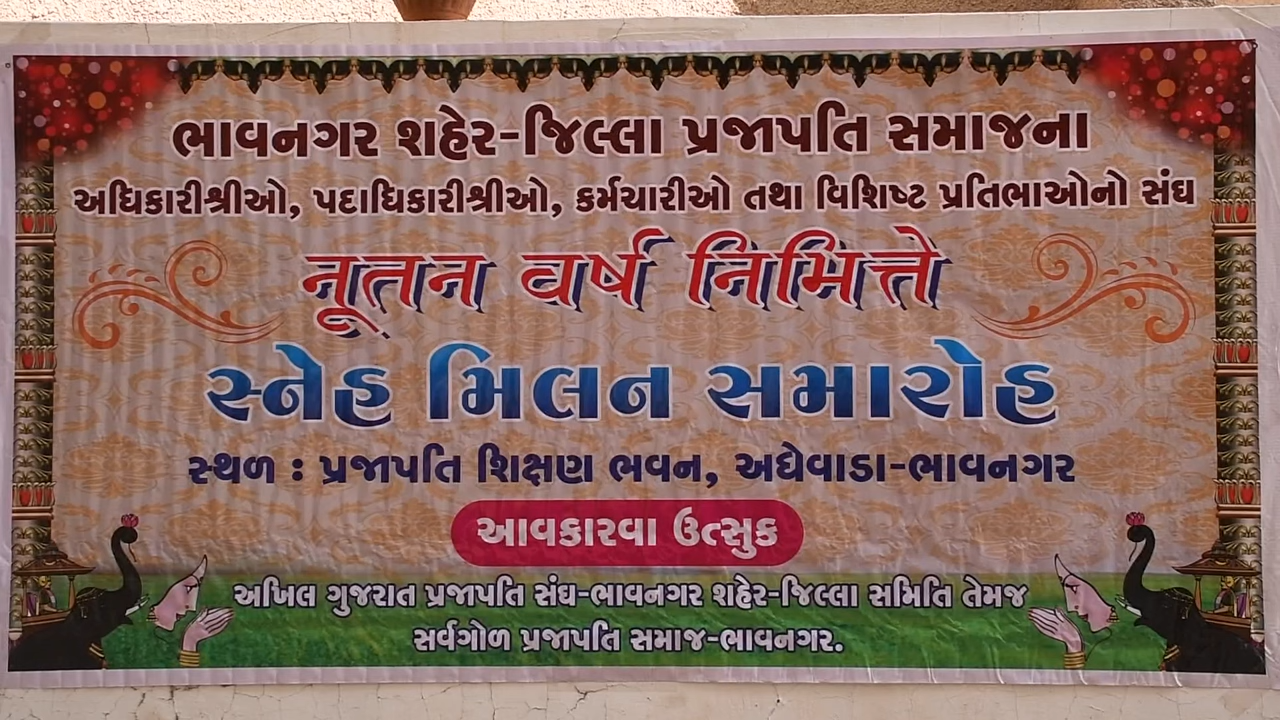 ભાવનગર શહેર-જિલ્લા પ્રજાપતિ સમાજના
અધિકારીશ્રીઓ, પદાધિકારીશ્રીઓ, કર્મચારીઓ તથા વિશિષ્ટ પ્રતિભાઓનો સંઘ
નૂતન વર્ષ નિમિત્તે
સ્નેહ મિલન સમારોહ
સ્થળ : પ્રજાપતિ શિક્ષણ ભવન, અધેવાડા-ભાવનગર
આવકારવા ઉત્સુક
અખિલ ગુજરાત પ્રજાપતિ સંઘ-ભાવનગર શહેર-જિલ્લા સમિતિ તેમજ
સર્વગોળ પ્રજાપતિ સમાજ-ભાવનગર.